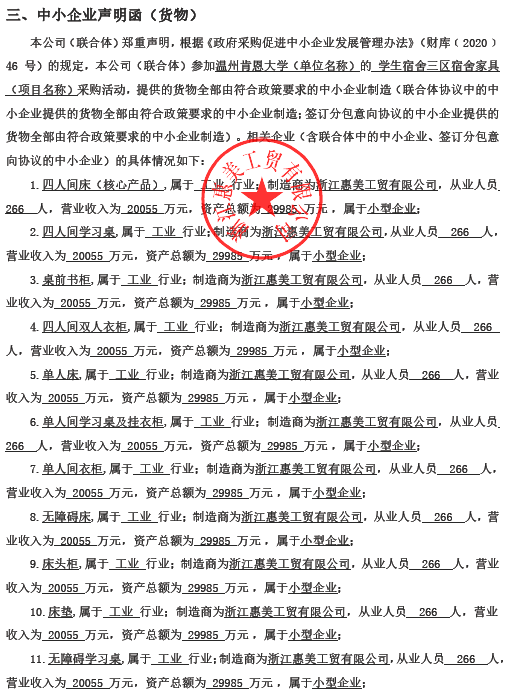 三、中小企业声明函（货物）
本公司（联合体）郑重声明，根据《政府采购促进中小企业发展管理办法》（财库﹝2020﹞
46 号）的规定，本公司（联合体）参加温州肯恩大学（单位名称）的 学生宿舍三区宿舍家具
（项目名称）采购活动，提供的货物全部由符合政策要求的中小企业制造（联合体协议中的中
小企业提供的货物全部由符合政策要求的中小企业制造；签订分包意向协议的中小企业提供的
货物全部由符合政策要求的中小企业制造）。相关企业（含联合体中的中小企业、签订分包意
向协议的中小企业）的具体情况如下：
1. 四人间床（核心产品）,属于 工业 行业；制造商为浙江惠美工贸有限公司，从业人员
266 人，营业收入为 20055 万元，资产总额为 29985 万元，属于小型企业；
2. 四人间学习桌,属于 工业 行业；制造商为浙江惠美工贸有限公司，从业人员 266 人，
营业收入为 20055 万元，资产总额为 29985 万元，属于小型企业；
3. 桌前书柜,属于 工业 行业；制造商为浙江惠美工贸有限公司，从业人员 266 人，营
业收入为 20055 万元，资产总额为 29985 万元，属于小型企业；
4. 四人间双人衣柜,属于 工业 行业；制造商为浙江惠美工贸有限公司，从业人员 266
人，营业收入为 20055 万元，资产总额为 29985 万元，属于小型企业；
5. 单人床,属于 工业 行业；制造商为浙江惠美工贸有限公司，从业人员 266 人，营业
收入为 20055 万元，资产总额为 29985 万元，属于小型企业；
6. 单人间学习桌及挂衣柜,属于 工业 行业；制造商为浙江惠美工贸有限公司，从业人员
266 人，营业收入为 20055 万元，资产总额为 29985 万元，属于小型企业；
7. 单人间衣柜,属于 工业 行业；制造商为浙江惠美工贸有限公司，从业人员 266 人，
营业收入为 20055 万元，资产总额为 29985 万元，属于小型企业；
8. 无障碍床,属于 工业 行业；制造商为浙江惠美工贸有限公司，从业人员 266 人，营
业收入为 20055 万元，资产总额为 29985 万元，属于小型企业；
9. 床头柜,属于 工业 行业；制造商为浙江惠美工贸有限公司，从业人员 266 人，营业
收入为 20055 万元，资产总额为 29985 万元，属于小型企业；
10. 床垫,属于 工业 行业；制造商为浙江惠美工贸有限公司，从业人员 266 人，营业
收入为 20055 万元，资产总额为 29985 万元，属于小型企业；
11. 无障碍学习桌,属于 工业 行业；制造商为浙江惠美工贸有限公司，从业人员 266 人，
营业收入为 20055 万元，资产总额为 29985 万元，属于小型企业；
浙江惠美工贸有限公司